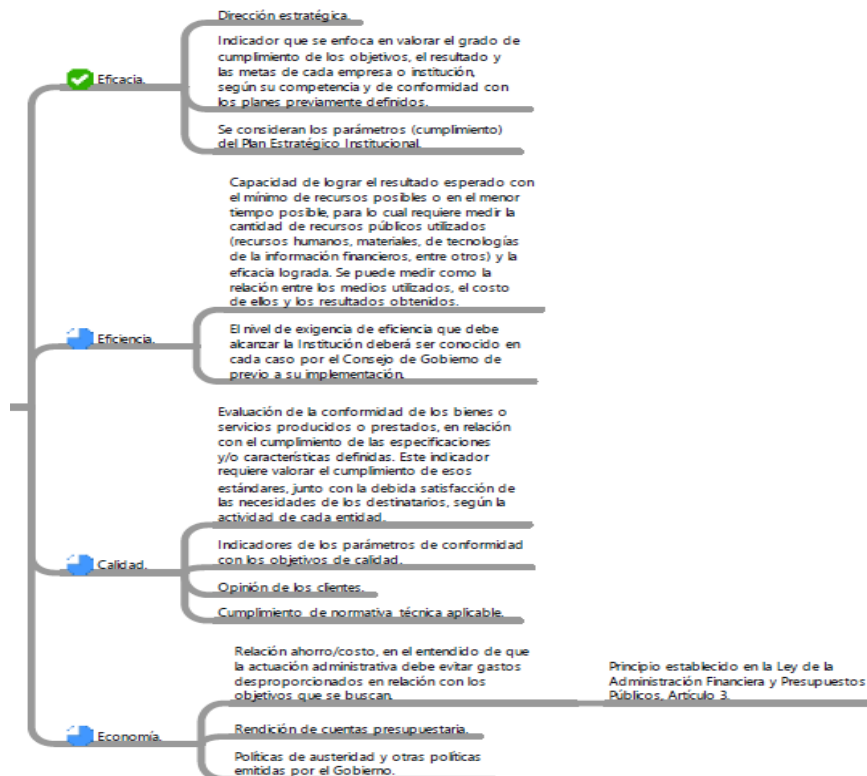 Eficacia.
Dirección estratégica.
Indicador que se enfoca en valorar el grado de
cumplimiento de los objetivos, el resultado y
las metas de cada empresa o institución,
según su competencia y de conformidad con
los planes previamente definidos.
Se consideran los parámetros (cumplimiento)
del Plan Estratégico Institucional.
Eficiencia.
Capacidad de lograr el resultado esperado con
el mínimo de recursos posibles o en el menor
tiempo posible, para lo cual requiere medir la
cantidad de recursos públicos utilizados
(recursos humanos, materiales, de tecnologías
de la información financieros, entre otros) y la
eficacia lograda. Se puede medir como la
relación entre los medios utilizados, el costo
de ellos y los resultados obtenidos.
El nivel de exigencia de eficiencia que debe
alcanzar la Institución deberá ser conocido en
cada caso por el Consejo de Gobierno de
previo a su implementación.
Calidad.
Evaluación de la conformidad de los bienes o
servicios producidos o prestados, en relación
con el cumplimiento de las especificaciones
y/o características definidas. Este indicador
requiere valorar el cumplimiento de esos
estándares, junto con la debida satisfacción de
las necesidades de los destinatarios, según la
actividad de cada entidad.
Indicadores de los parámetros de conformidad
con los objetivos de calidad.
Opinión de los clientes.
Cumplimiento de normativa técnica aplicable.
Economía.
Relación ahorro/costo, en el entendido de que
la actuación administrativa debe evitar gastos
desproporcionados en relación con los
objetivos que se buscan.
Principio establecido en la Ley de la
Administración Financiera y Presupuestos
Públicos, Artículo 3.
Rendición de cuentas presupuestaria.
Políticas de austeridad y otras políticas
emitidas por el Gobierno.